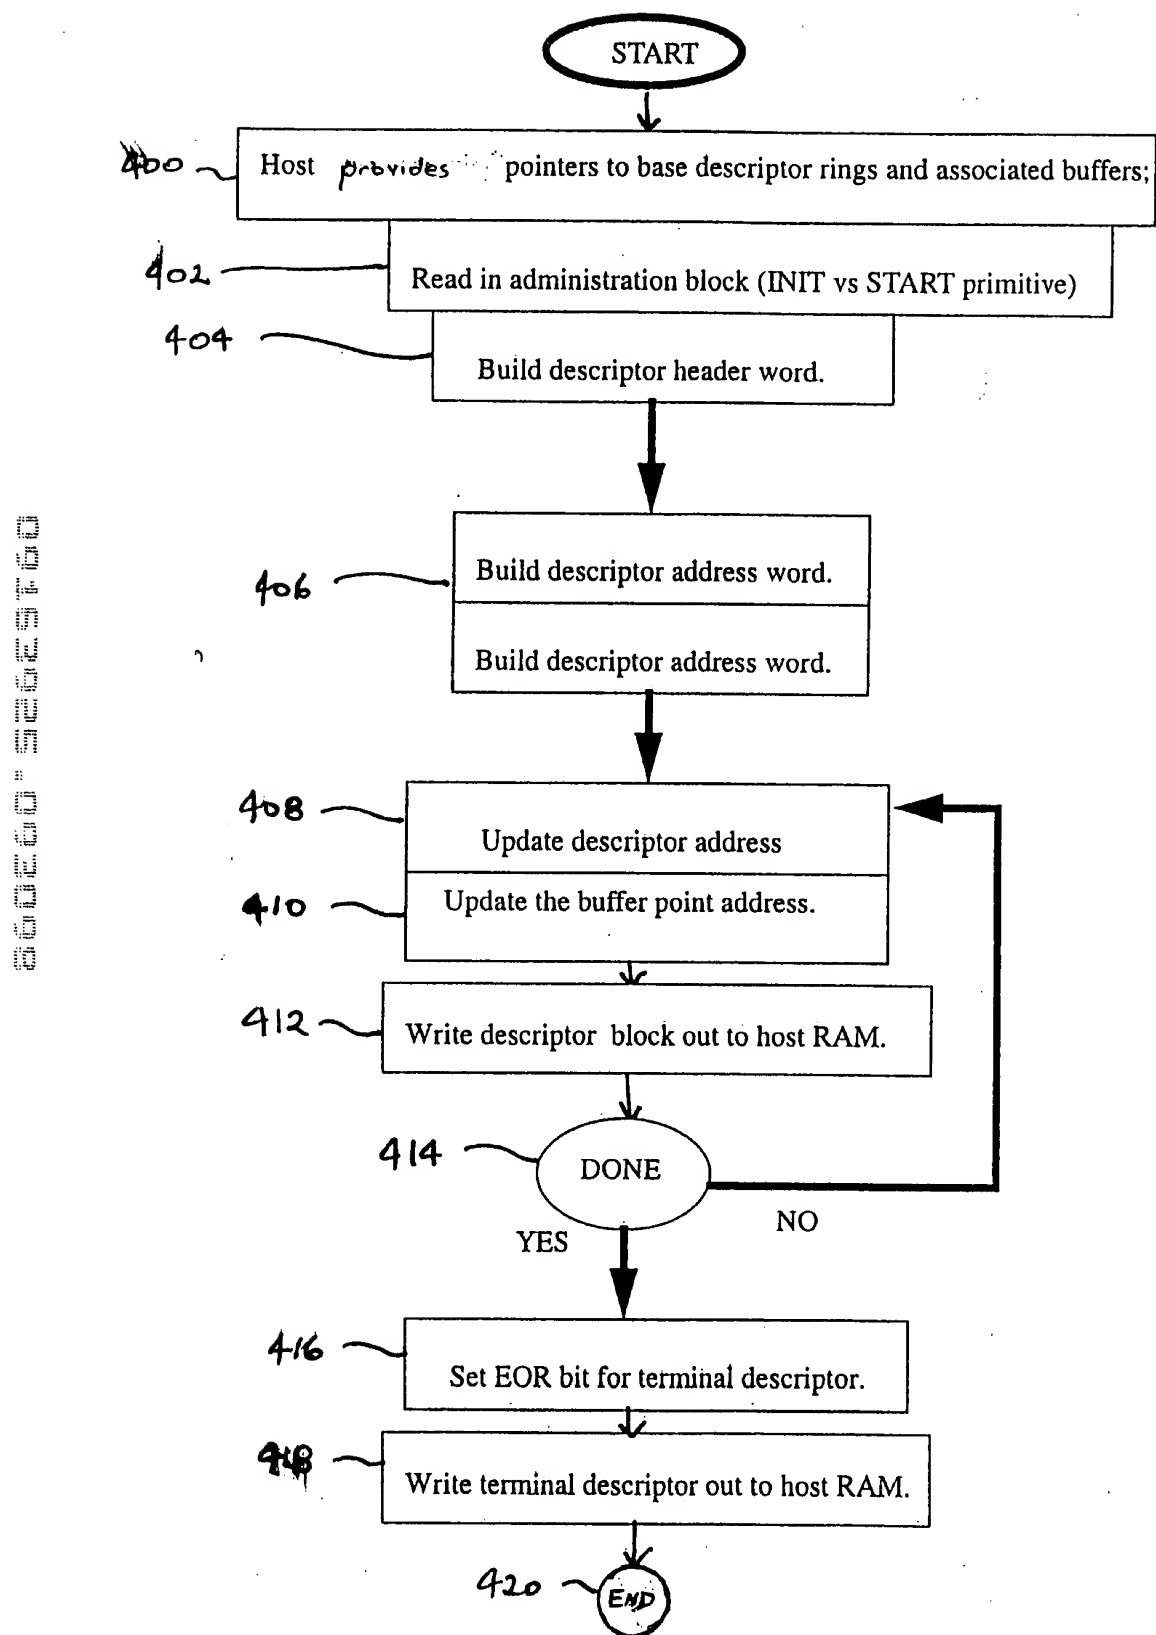 START
400 Host provides pointers to base descriptor rings and associated buffers;
402 Read in administration block (INIT vs START primitive)
404 Build descriptor header word.
406 Build descriptor address word.
Build descriptor address word.
408 Update descriptor address
410 Update the buffer point address.
412 Write descriptor block out to host RAM.
414 DONE
NO
YES
416 Set EOR bit for terminal descriptor.
418 Write terminal descriptor out to host RAM.
420 END